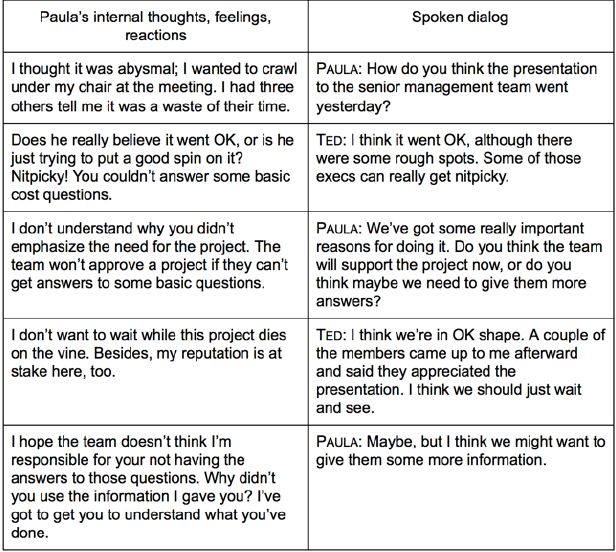 Paula's internal thoughts, feelings,
reactions
Spoken dialog
I thought it was abysmal; I wanted to crawl
under my chair at the meeting. I had three
others tell me it was a waste of their time.
PAULA: How do you think the presentation
to the senior management team went
yesterday?
Does he really believe it went OK, or is he
just trying to put a good spin on it?
Nitpicky! You couldn't answer some basic
cost questions.
TED: I think it went OK, although there
were some rough spots. Some of those
execs can really get nitpicky.
I don't understand why you didn't
emphasize the need for the project. The
team won't approve a project if they can't
get answers to some basic questions.
PAULA: We've got some really important
reasons for doing it. Do you think the team
will support the project now, or do you
think maybe we need to give them more
answers?
I don't want to wait while this project dies
on the vine. Besides, my reputation is at
stake here, too.
TED: I think we're in OK shape. A couple of
the members came up to me afterward
and said they appreciated the
presentation. I think we should just wait
and see.
I hope the team doesn't think I'm
responsible for your not having the
answers to those questions. Why didn't
you use the information I gave you? I've
got to get you to understand what you've
done.
PAULA: Maybe, but I think we might want to
give them some more information.